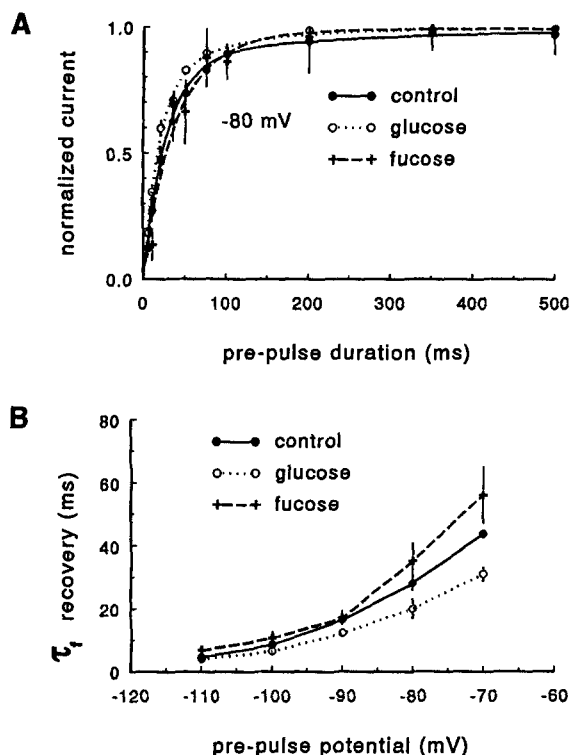 A
normalized current
1.0
0.5
0.0
-80 mV
control
glucose
fucose
0 100 200 300 400 500
pre-pulse duration (ms)
B
τf recovery (ms)
80
60
40
20
0
control
glucose
fucose
-120 -110 -100 -90 -80 -70 -60
pre-pulse potential (mV)